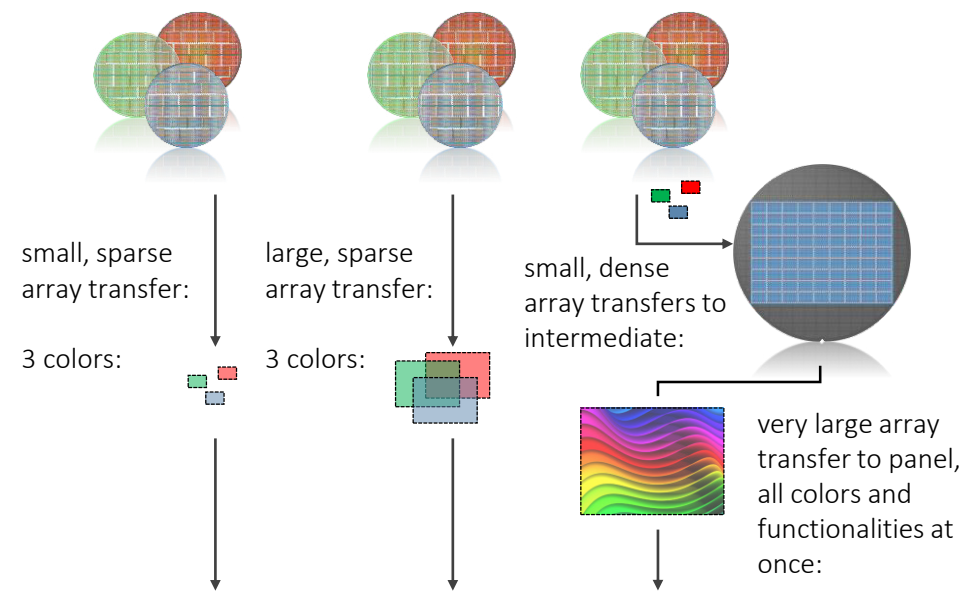 small, sparse
array transfer:
3 colors:
large, sparse
array transfer:
3 colors:
small, dense
array transfers to
intermediate:
very large array
transfer to panel,
all colors and
functionalities at
once: